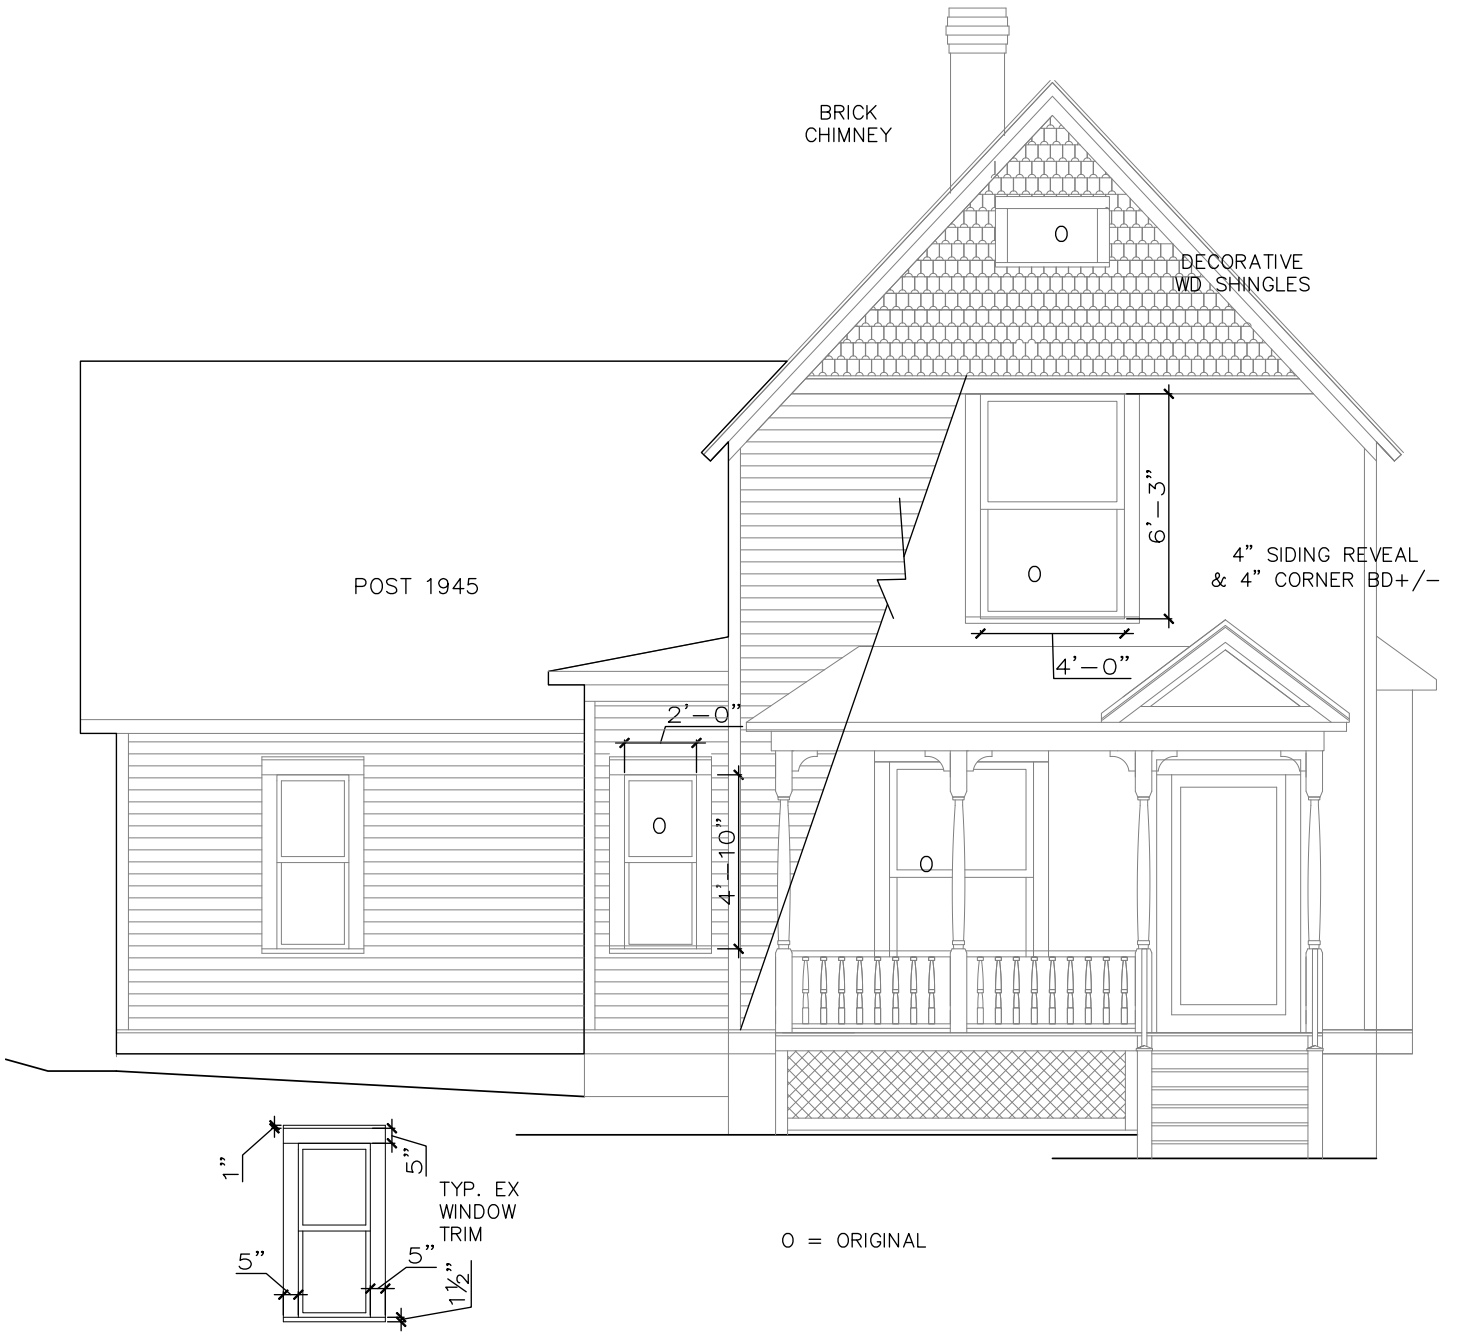 BRICK
CHIMNEY
O
DECORATIVE
WD SHINGLES
6'-3"
4" SIDING REVEAL
& 4" CORNER BD+/-
O
POST 1945
4'-0"
2'-0"
O
4'-10"
O
1"
5"
TYP. EX
WINDOW
TRIM
5"
5"
1½"
O = ORIGINAL